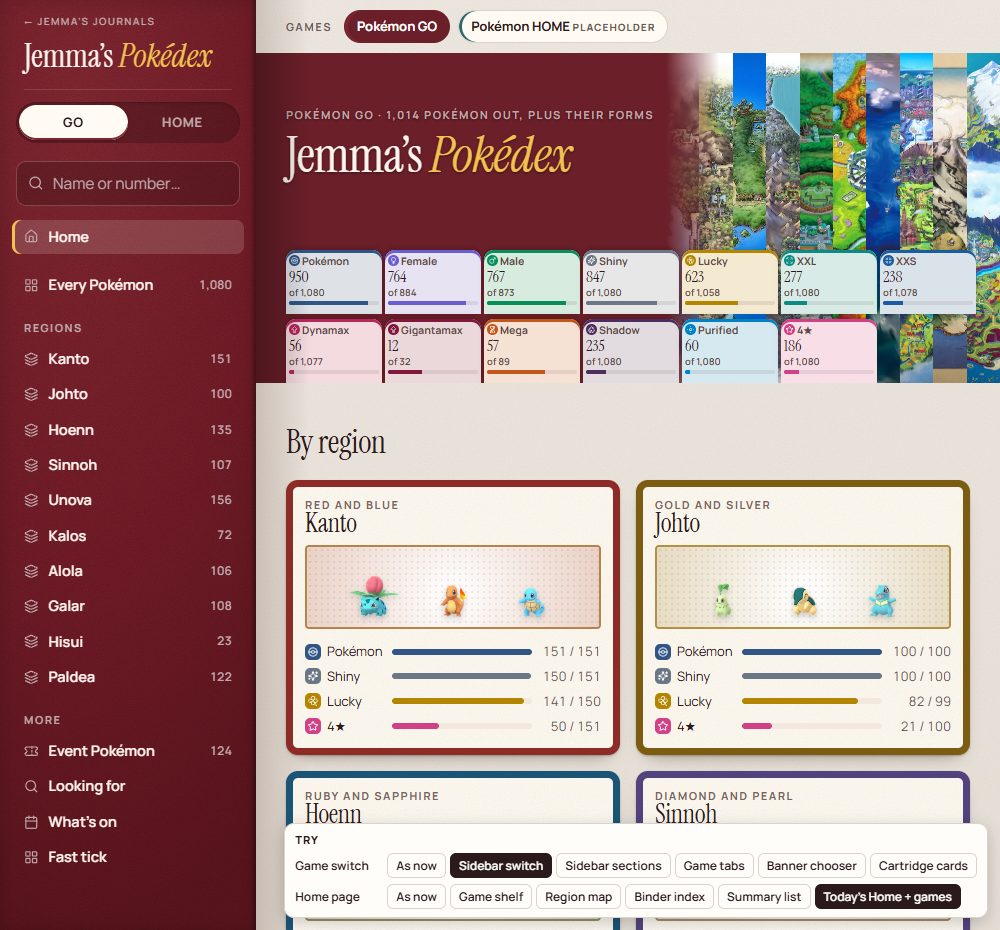 ← JEMMA'S JOURNALS
Jemma's Pokédex
GO HOME
Name or number...
Home
Every Pokémon 1,080
REGIONS
Kanto 151
Johto 100
Hoenn 135
Sinnoh 107
Unova 156
Kalos 72
Alola 106
Galar 108
Hisui 23
Paldea 122
MORE
Event Pokémon 124
Looking for
What's on
Fast tick
GAMES Pokémon GO Pokémon HOME PLACEHOLDER
POKÉMON GO · 1,014 POKÉMON OUT, PLUS THEIR FORMS
Jemma's Pokédex
Pokémon
950
of 1,080
Female
764
of 884
Male
767
of 873
Shiny
847
of 1,080
Lucky
623
of 1,058
XXL
277
of 1,080
XXS
238
of 1,078
Dynamax
56
of 1,077
Gigantamax
12
of 32
Mega
57
of 89
Shadow
235
of 1,080
Purified
60
of 1,080
4★
186
of 1,080
By region
RED AND BLUE
Kanto
Pokémon 151 / 151
Shiny 150 / 151
Lucky 141 / 150
4★ 50 / 151
GOLD AND SILVER
Johto
Pokémon 100 / 100
Shiny 100 / 100
Lucky 82 / 99
4★ 21 / 100
RUBY AND SAPPHIRE
Hoenn
DIAMOND AND PEARL
Sinnoh
TRY
Game switch As now Sidebar switch Sidebar sections Game tabs Banner chooser Cartridge cards
Home page As now Game shelf Region map Binder index Summary list Today's Home + games